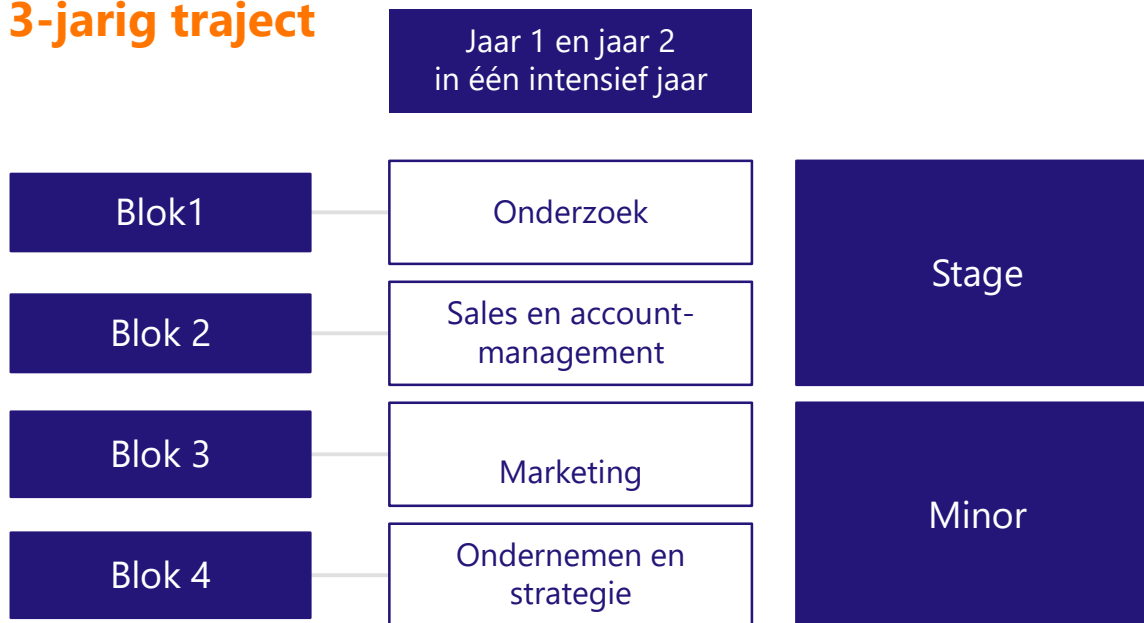 3-jarig traject
Jaar 1 en jaar 2
in één intensief jaar
Blok1
Onderzoek
Stage
Blok 2
Sales en account-
management
Blok 3
Marketing
Minor
Blok 4
Ondernemen en
strategie